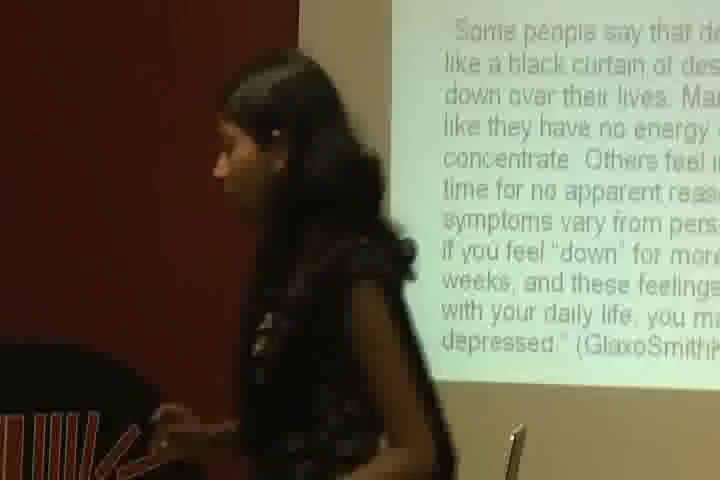 Some people say that de
like a black curtain of des
down over their lives. Ma
like they have no energy
concentrate. Others feel i
time for no apparent reas
symptoms vary from pers
if you feel "down" for more
weeks, and these feelings
with your daily life, you ma
depressed." (GlaxoSmithK